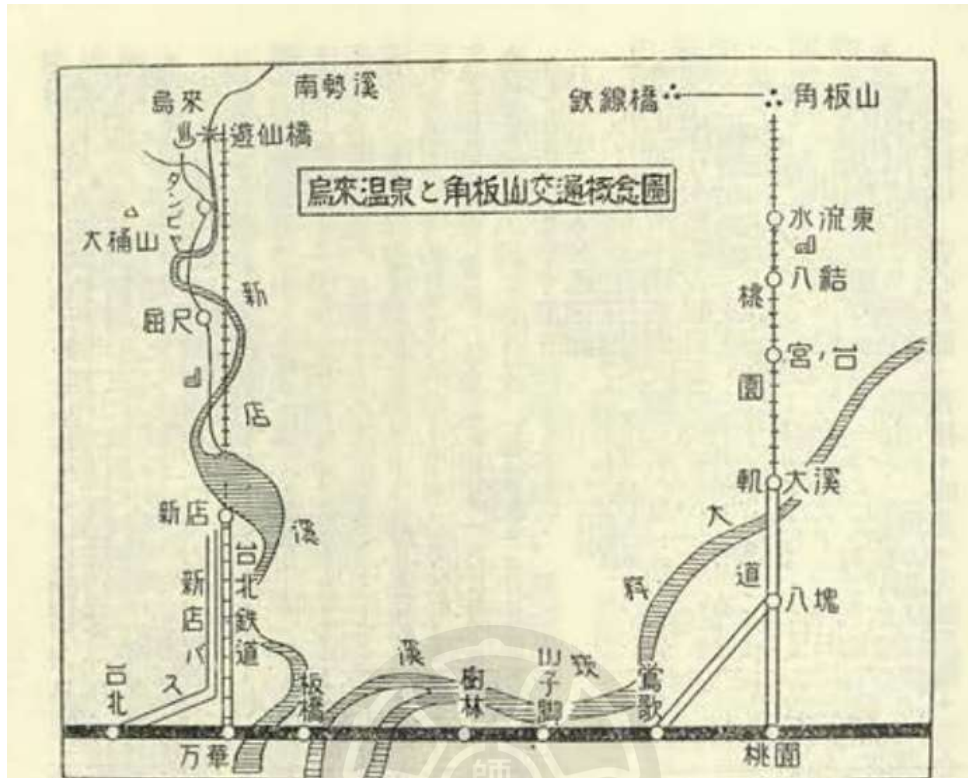 烏來温泉と角板山交通概念圖
南勢溪
烏來
遊仙橋
タンピヤ
大桶山
屈尺
新店溪
新店
台北鉄道
新店バス
台北
万華
板橋
樹林
山子脚
鶯歌
桃園
大料崁溪
鉄線橋
角板山
水流東
八結
宮ノ台
大溪
八塊
桃園軌道
師